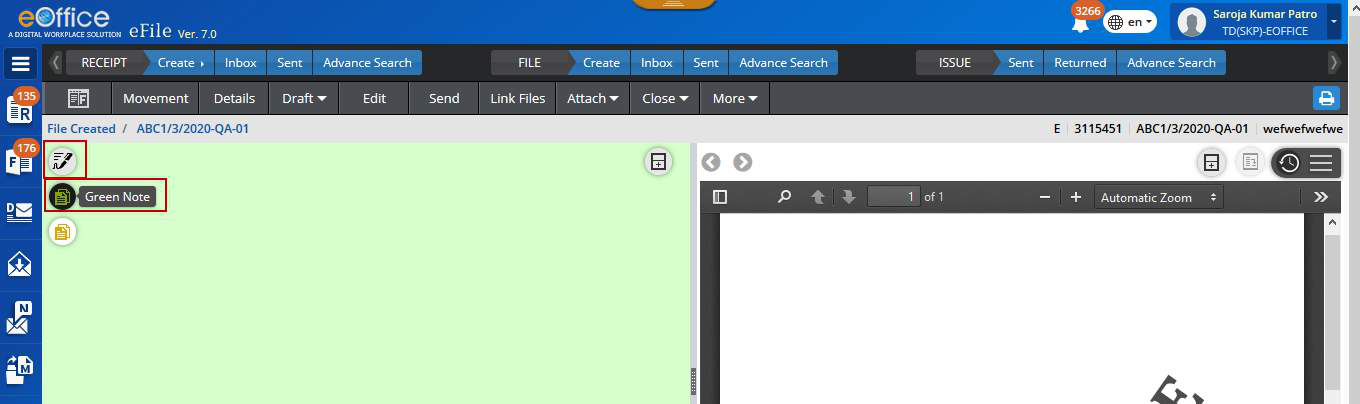 eOffice
A DIGITAL WORKPLACE SOLUTION eFile Ver. 7.0
3266 en Saroja Kumar Patro
TD(SKP)-EOFFICE
RECEIPT Create Inbox Sent Advance Search FILE Create Inbox Sent Advance Search ISSUE Sent Returned Advance Search
135 R F Movement Details Draft Edit Send Link Files Attach Close More
File Created / ABC1/3/2020-QA-01 E 3115451 ABC1/3/2020-QA-01 wefwefwefwe
176 F
Green Note 1 of 1 Automatic Zoom
D
N
M
E